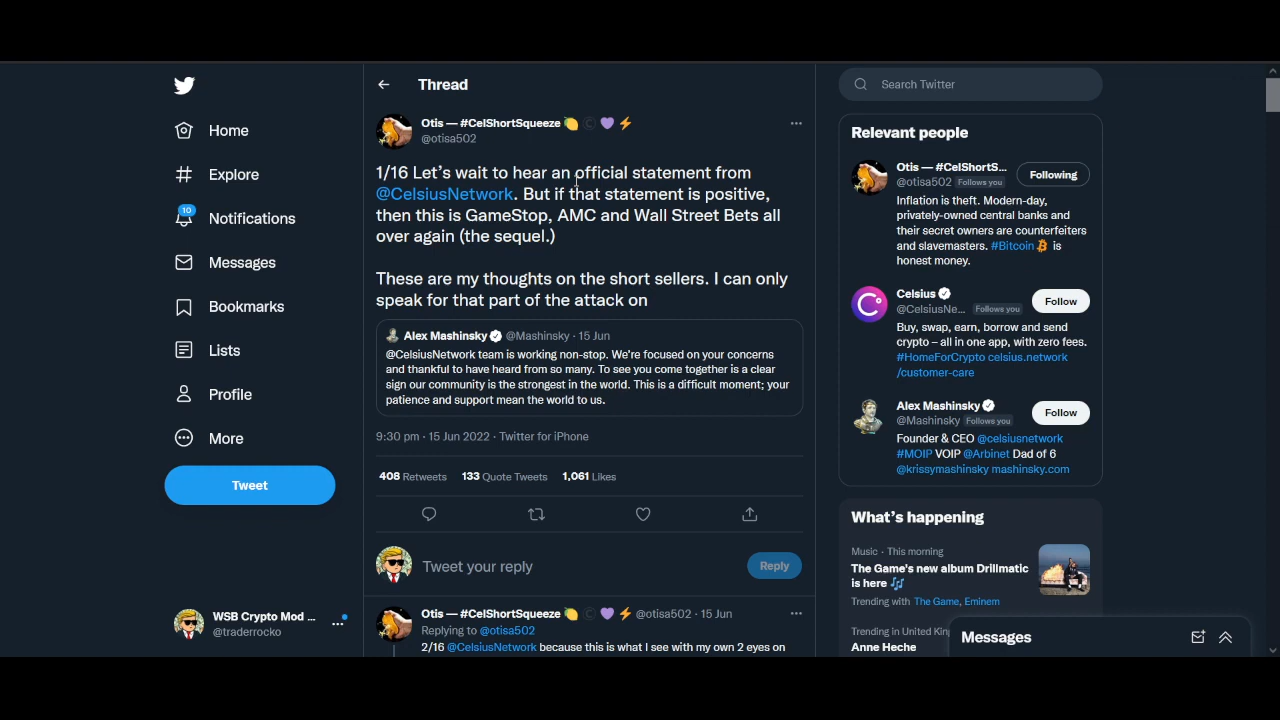 Home
Explore
10
Notifications
Messages
Bookmarks
Lists
Profile
More
Tweet
WSB Crypto Mod ...
@traderrocko
Thread
Otis — #CelShortSqueeze 🍋 © 💜 ⚡
@otisa502
1/16 Let's wait to hear an official statement from
@CelsiusNetwork. But if that statement is positive,
then this is GameStop, AMC and Wall Street Bets all
over again (the sequel.)
These are my thoughts on the short sellers. I can only
speak for that part of the attack on
Alex Mashinsky @Mashinsky · 15 Jun
@CelsiusNetwork team is working non-stop. We're focused on your concerns
and thankful to have heard from so many. To see you come together is a clear
sign our community is the strongest in the world. This is a difficult moment; your
patience and support mean the world to us.
9:30 pm · 15 Jun 2022 · Twitter for iPhone
408 Retweets 133 Quote Tweets 1,061 Likes
Tweet your reply
Reply
Otis — #CelShortSqueeze 🍋 © 💜 ⚡ @otisa502 · 15 Jun
Replying to @otisa502
2/16 @CelsiusNetwork because this is what I see with my own 2 eyes on
Search Twitter
Relevant people
Otis — #CelShortS...
@otisa502 Follows you
Following
Inflation is theft. Modern-day,
privately-owned central banks and
their secret owners are counterfeiters
and slavemasters. #Bitcoin is
honest money.
Celsius
@CelsiusNe... Follows you
Follow
Buy, swap, earn, borrow and send
crypto – all in one app, with zero fees.
#HomeForCrypto celsius.network
/customer-care
Alex Mashinsky
@Mashinsky Follows you
Follow
Founder & CEO @celsiusnetwork
#MOIP VOIP @Arbinet Dad of 6
@krissymashinsky mashinsky.com
What's happening
Music · This morning
The Game's new album Drillmatic
is here 🎶
Trending with The Game, Eminem
Trending in United King
Anne Heche
Messages